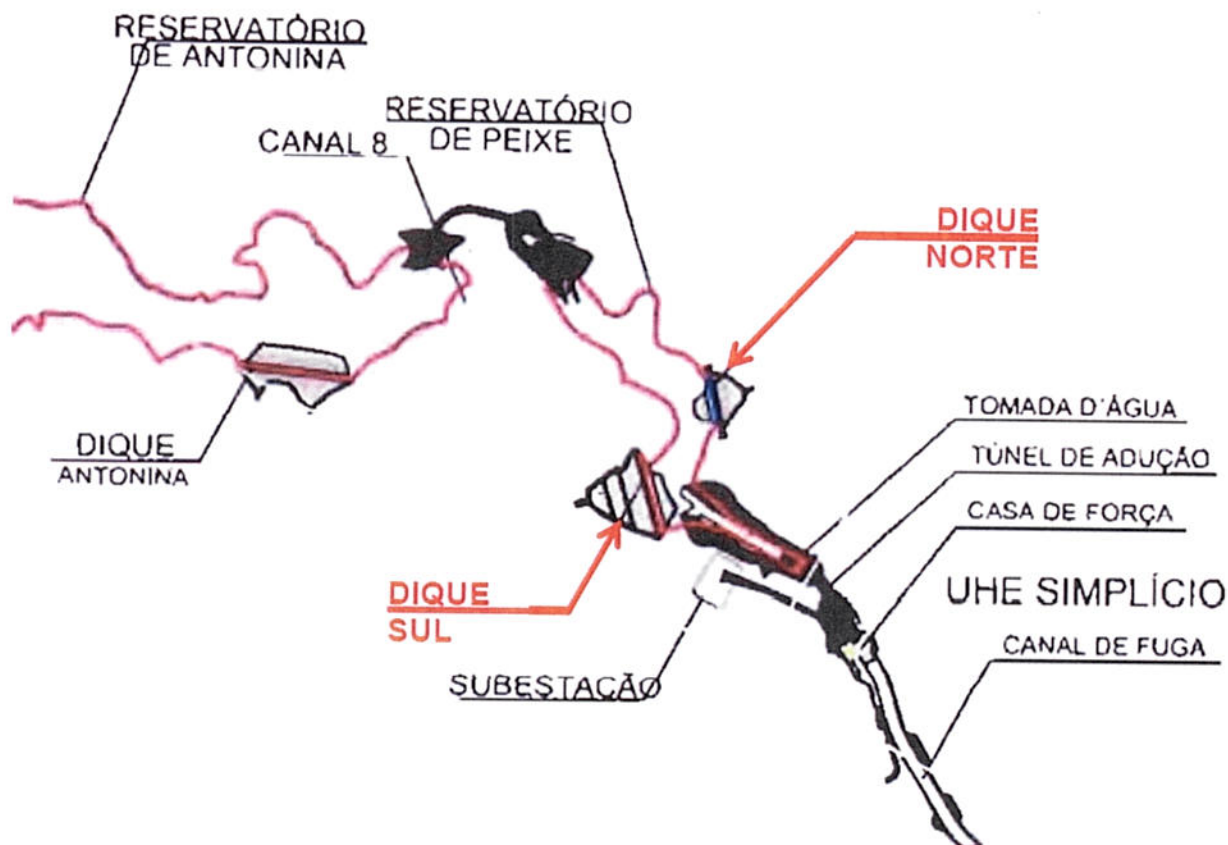 RESERVATÓRIO
DE ANTONINA
RESERVATÓRIO
DE PEIXE
CANAL 8
DIQUE
NORTE
TOMADA D'ÁGUA
DIQUE
ANTONINA
TÚNEL DE ADUÇÃO
CASA DE FORÇA
DIQUE
SUL
UHE SIMPLÍCIO
SUBESTAÇÃO
CANAL DE FUGA